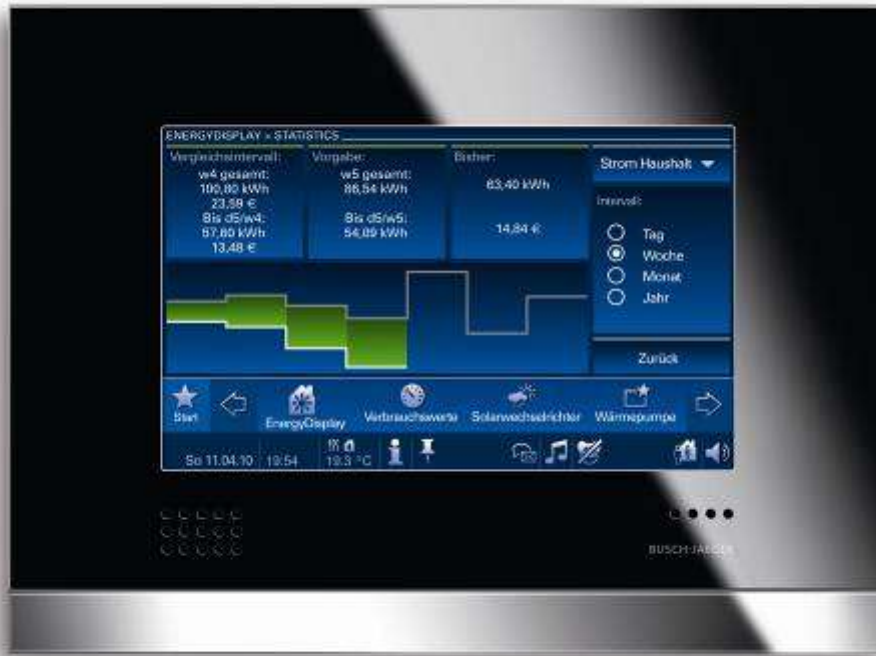 ENERGYDISPLAY » STATISTICS
Vergleichsintervall:
w4 gesamt:
100,80 kWh
23,59 €
Bis d5/w4:
57,60 kWh
13,48 €
Vorgabe:
w5 gesamt:
86,54 kWh
Bis d5/w5:
54,09 kWh
Bisher:
63,40 kWh
14,84 €
Strom Haushalt
Intervall:
Tag
Woche
Monat
Jahr
Zurück
Start
EnergyDisplay
Verbrauchswerte
Solarwechselrichter
Wärmepumpe
So 11.04.10
19:54
19.3 °C
BUSCH-JAEGER